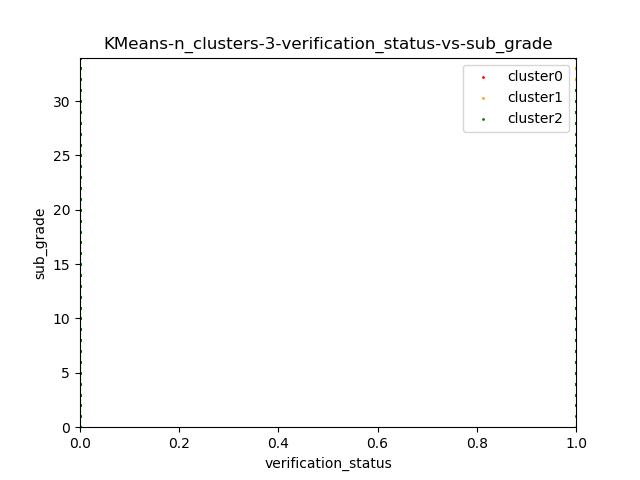 KMeans-n_clusters-3-verification_status-vs-sub_grade
cluster0
cluster1
cluster2
30
25
20
15
10
5
0
sub_grade
0.0 0.2 0.4 0.6 0.8 1.0
verification_status